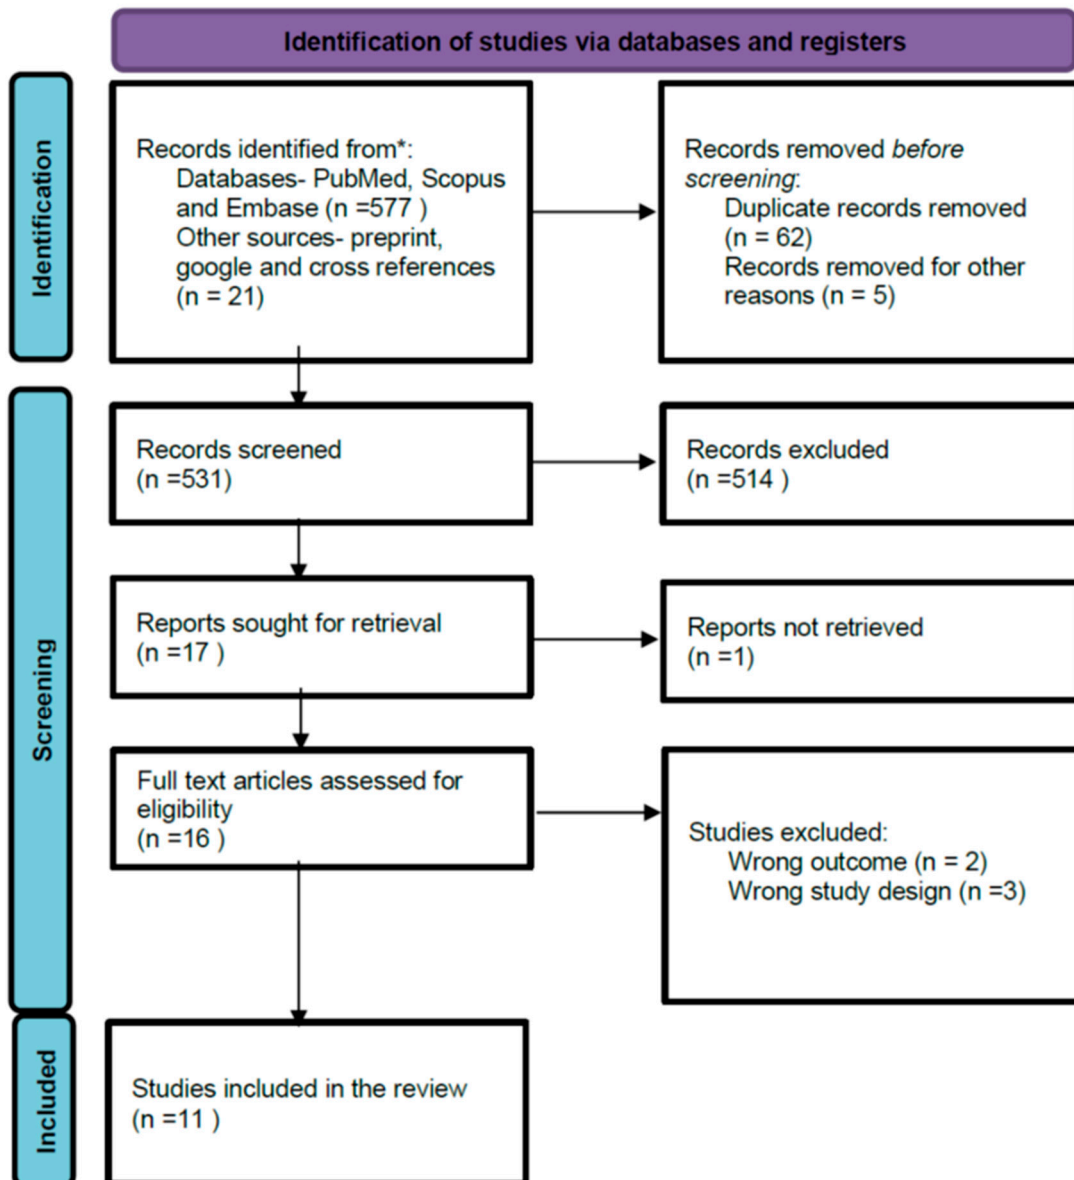 Identification of studies via databases and registers
Identification
Records identified from*:
Databases- PubMed, Scopus
and Embase (n =577 )
Other sources- preprint,
google and cross references
(n = 21)
Records removed before
screening:
Duplicate records removed
(n = 62)
Records removed for other
reasons (n = 5)
Screening
Records screened
(n =531)
Records excluded
(n =514 )
Reports sought for retrieval
(n =17 )
Reports not retrieved
(n =1)
Full text articles assessed for
eligibility
(n =16 )
Studies excluded:
Wrong outcome (n = 2)
Wrong study design (n =3)
Included
Studies included in the review
(n =11 )